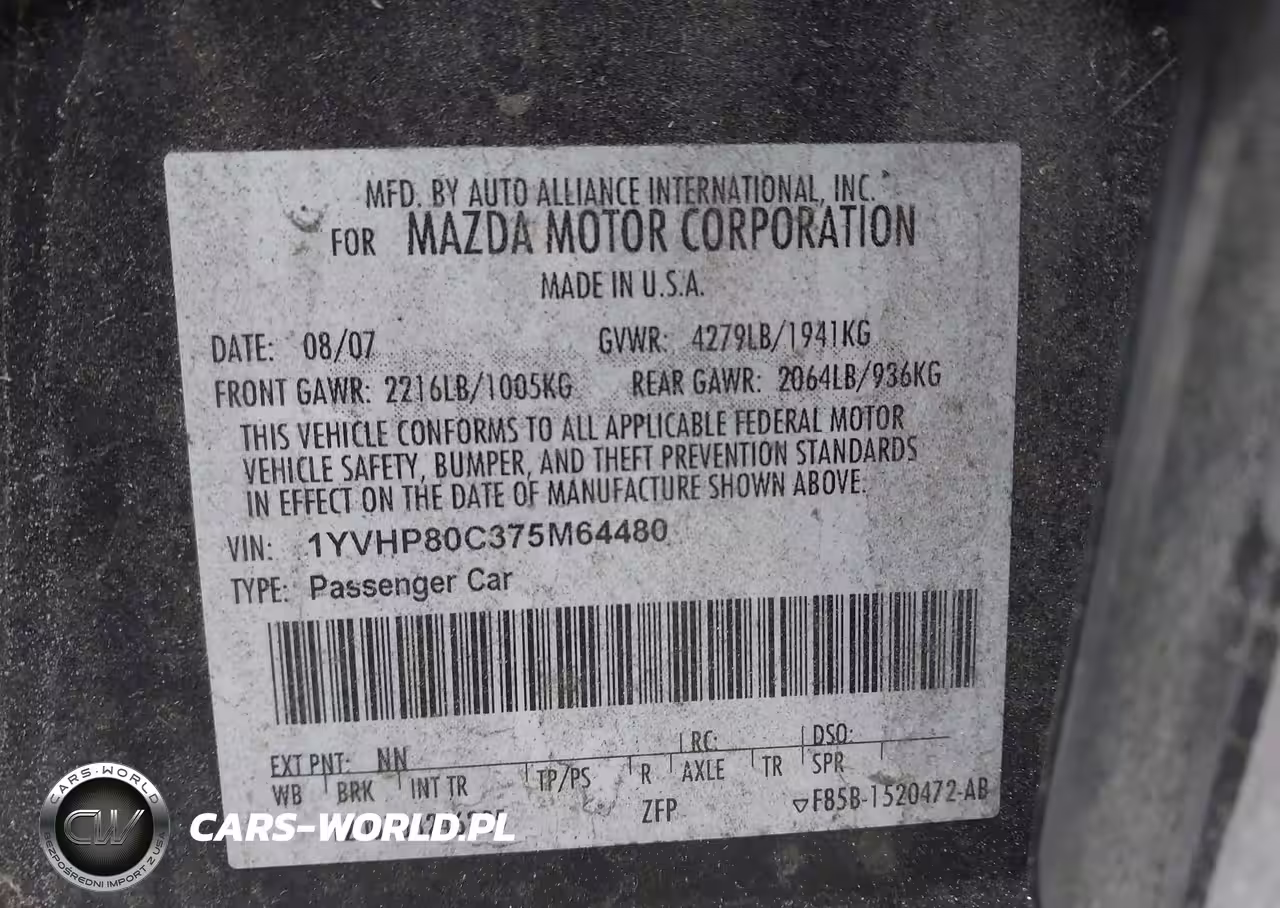 MFD. BY AUTO ALLIANCE INTERNATIONAL, INC.
FOR MAZDA MOTOR CORPORATION
MADE IN U.S.A.
DATE: 08/07 GVWR: 4279LB/1941KG
FRONT GAWR: 2216LB/1005KG REAR GAWR: 2064LB/936KG
THIS VEHICLE CONFORMS TO ALL APPLICABLE FEDERAL MOTOR
VEHICLE SAFETY, BUMPER, AND THEFT PREVENTION STANDARDS
IN EFFECT ON THE DATE OF MANUFACTURE SHOWN ABOVE.
VIN: 1YVHP80C375M64480
TYPE: Passenger Car
EXT PNT: NN RC: DSO:
WB BRK INT TR TP/PS R AXLE TR SPR
ZFP F85B-1520472-AB
CARS-WORLD
CW
BEZPOŚREDNI IMPORT Z USA
CARS-WORLD.PL